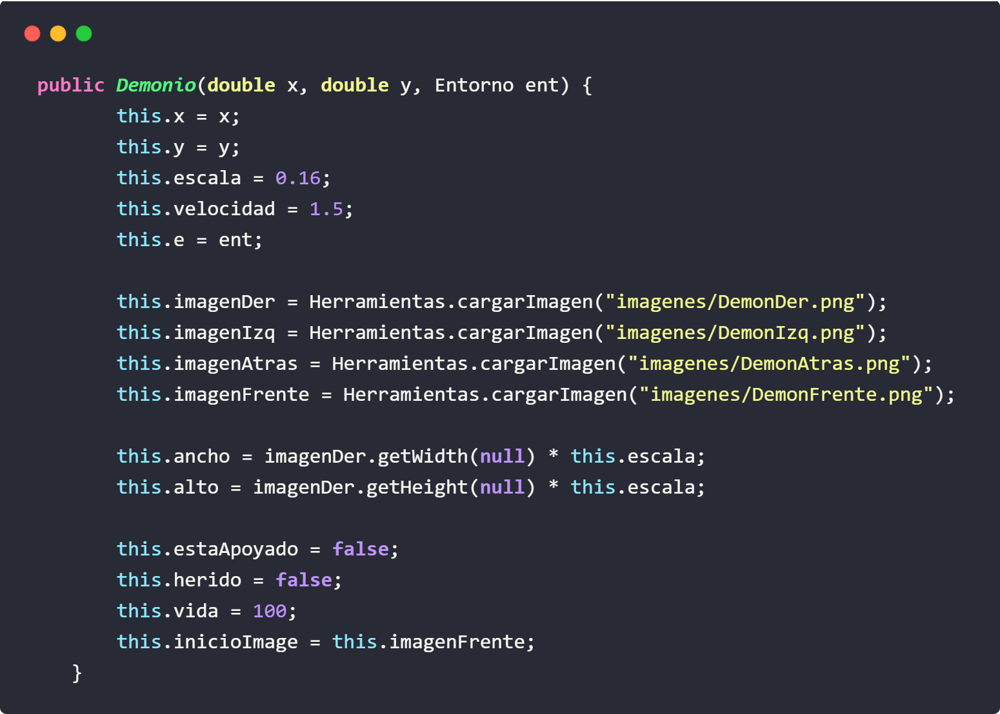 public Demonio(double x, double y, Entorno ent) {
this.x = x;
this.y = y;
this.escala = 0.16;
this.velocidad = 1.5;
this.e = ent;
this.imagenDer = Herramientas.cargarImagen("imagenes/DemonDer.png");
this.imagenIzq = Herramientas.cargarImagen("imagenes/DemonIzq.png");
this.imagenAtras = Herramientas.cargarImagen("imagenes/DemonAtras.png");
this.imagenFrente = Herramientas.cargarImagen("imagenes/DemonFrente.png");
this.ancho = imagenDer.getWidth(null) * this.escala;
this.alto = imagenDer.getHeight(null) * this.escala;
this.estaApoyado = false;
this.herido = false;
this.vida = 100;
this.inicioImage = this.imagenFrente;
}